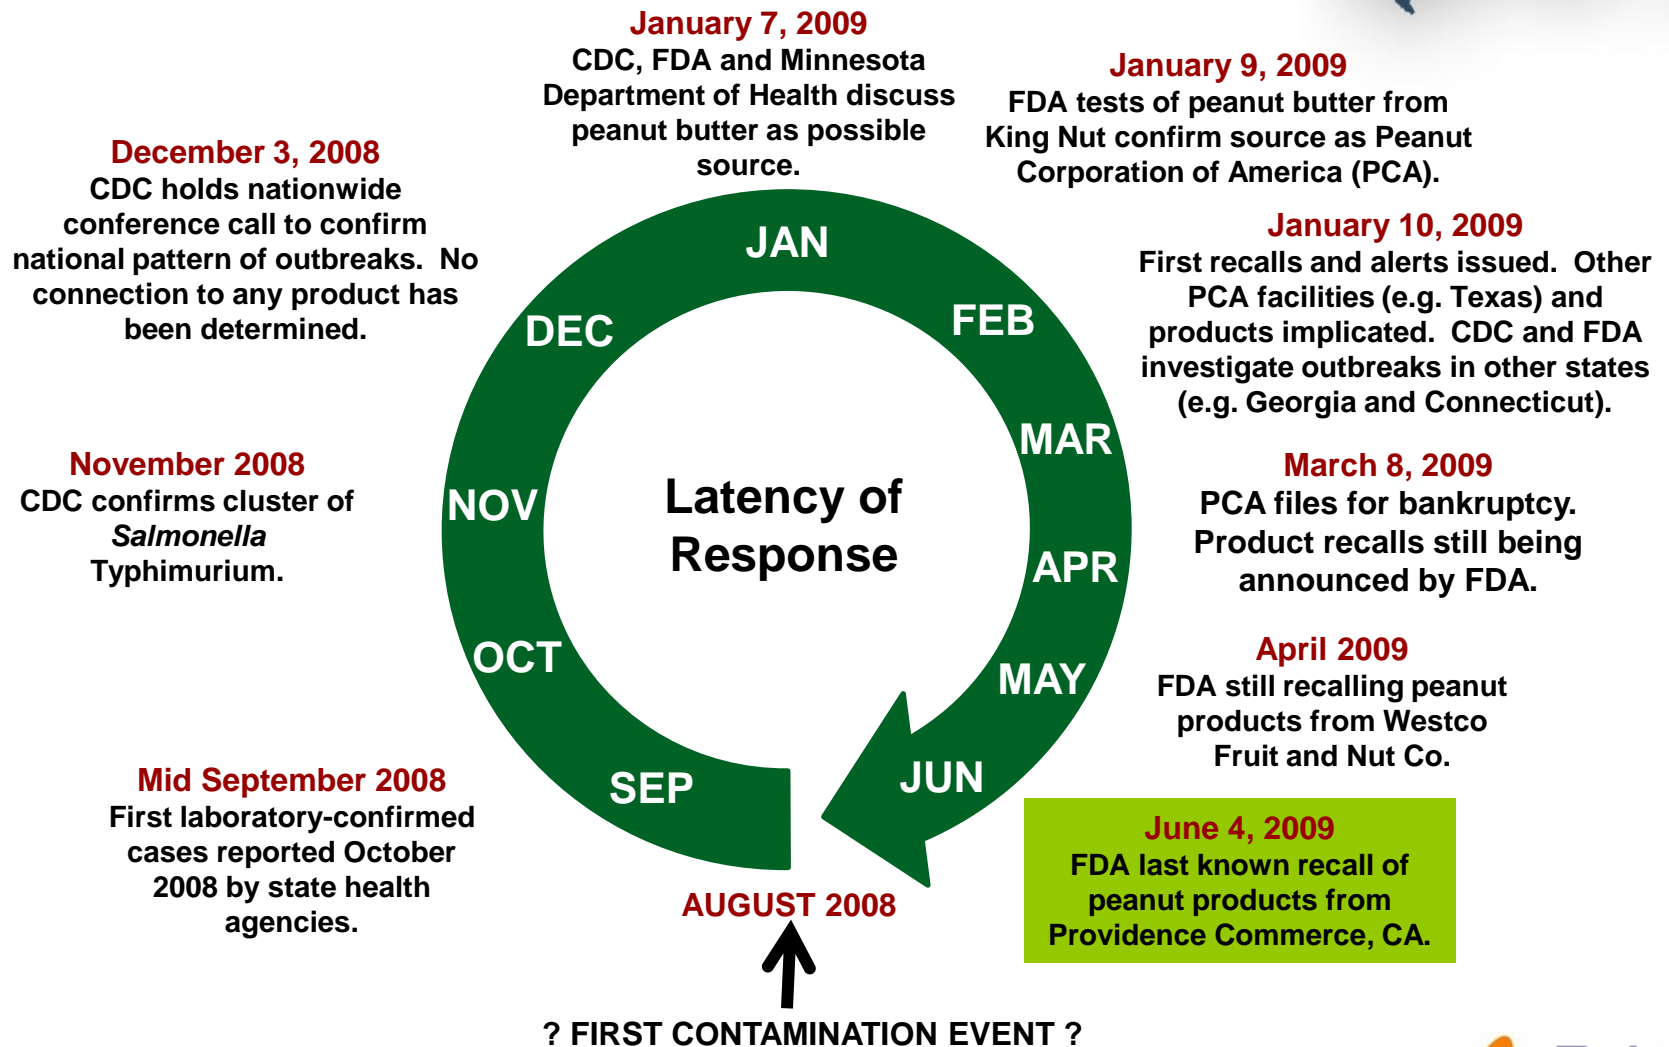 January 7, 2009
CDC, FDA and Minnesota
Department of Health discuss
peanut butter as possible
source.
January 9, 2009
FDA tests of peanut butter from
King Nut confirm source as Peanut
Corporation of America (PCA).
December 3, 2008
CDC holds nationwide
conference call to confirm
national pattern of outbreaks. No
connection to any product has
been determined.
January 10, 2009
First recalls and alerts issued. Other
PCA facilities (e.g. Texas) and
products implicated. CDC and FDA
investigate outbreaks in other states
(e.g. Georgia and Connecticut).
JAN
FEB
DEC
MAR
NOV
APR
OCT
MAY
SEP
JUN
Latency of
Response
November 2008
CDC confirms cluster of
Salmonella
Typhimurium.
March 8, 2009
PCA files for bankruptcy.
Product recalls still being
announced by FDA.
April 2009
FDA still recalling peanut
products from Westco
Fruit and Nut Co.
Mid September 2008
First laboratory-confirmed
cases reported October
2008 by state health
agencies.
June 4, 2009
FDA last known recall of
peanut products from
Providence Commerce, CA.
AUGUST 2008
? FIRST CONTAMINATION EVENT ?